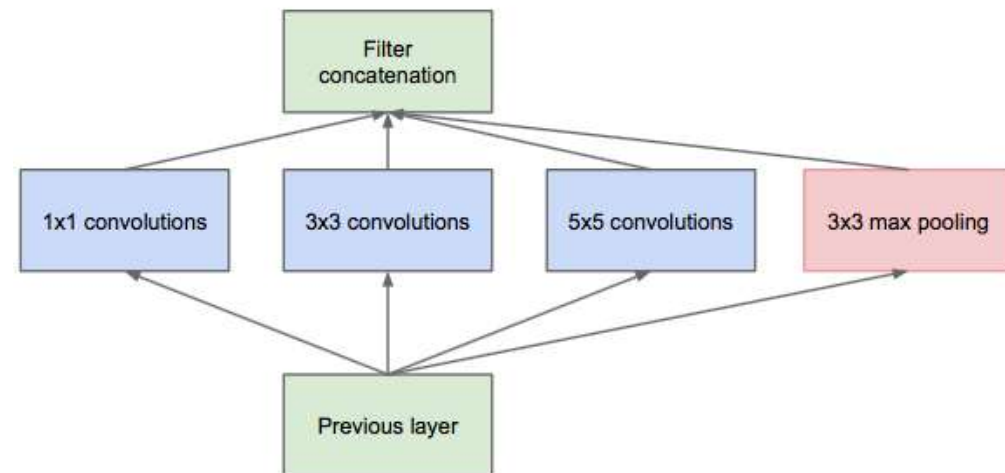 Filter
concatenation
1x1 convolutions
3x3 convolutions
5x5 convolutions
3x3 max pooling
Previous layer